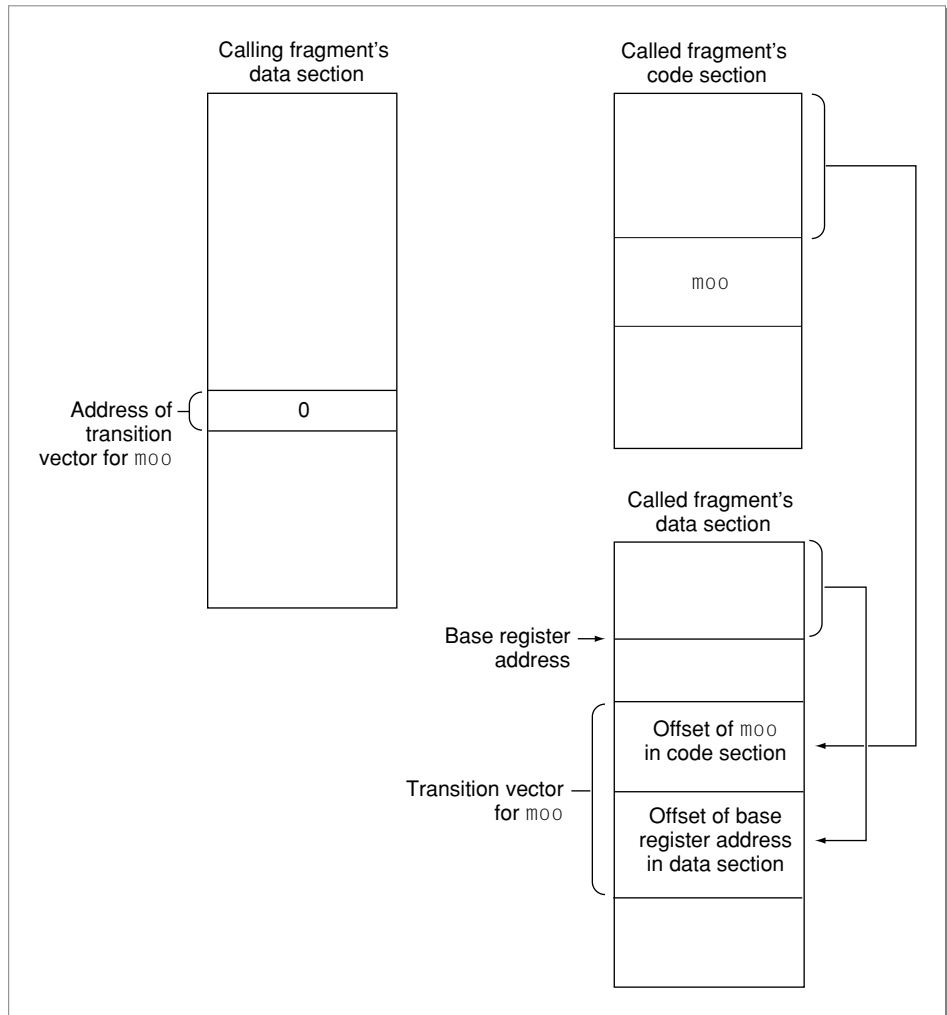 Calling fragment's
data section
Called fragment's
code section
moo
Address of
transition
vector for moo
0
Called fragment's
data section
Base register
address
Offset of moo
in code section
Transition vector
for moo
Offset of base
register address
in data section